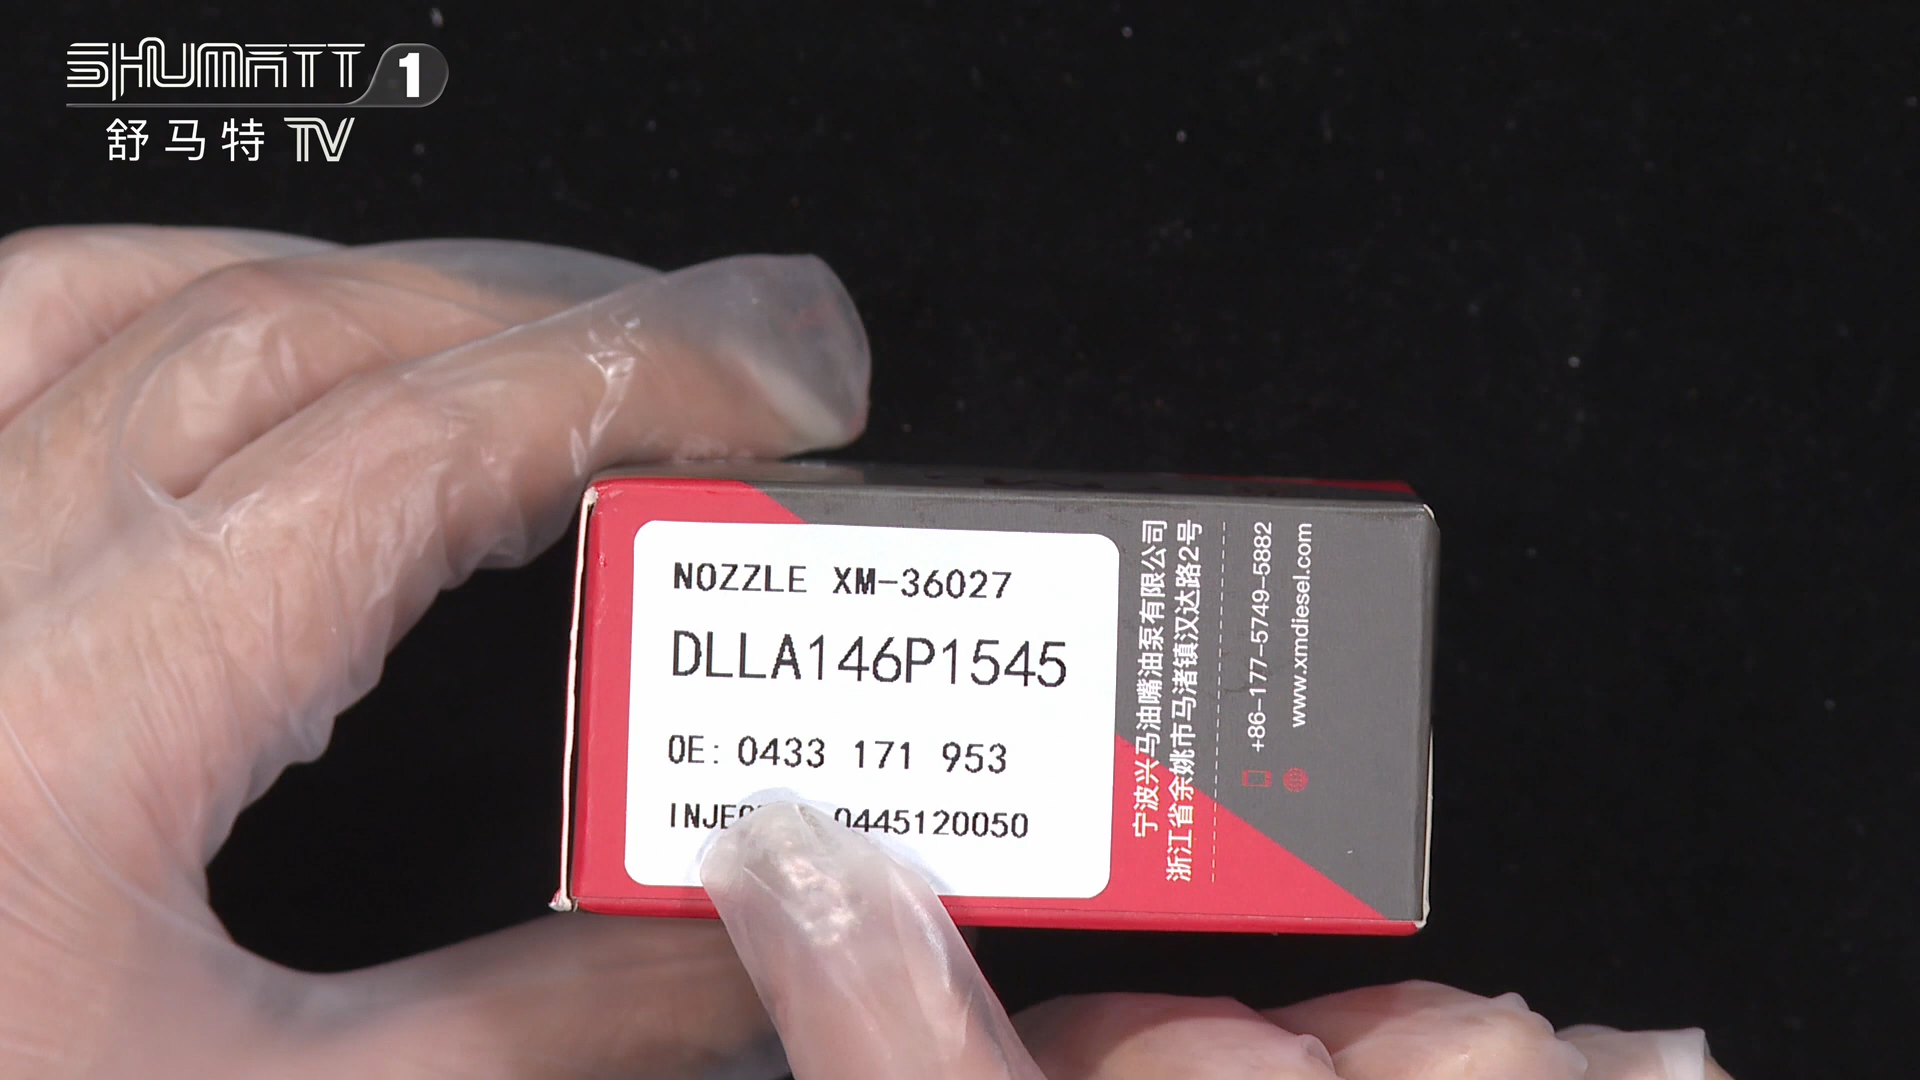 SHUMATT 1
舒马特 TV
NOZZLE XM-36027
DLLA146P1545
OE: 0433 171 953
0445120050
宁波兴马油嘴油泵有限公司
浙江省余姚市马渚镇汉达路2号
+86-177-5749-5882
www.xmdiesel.com